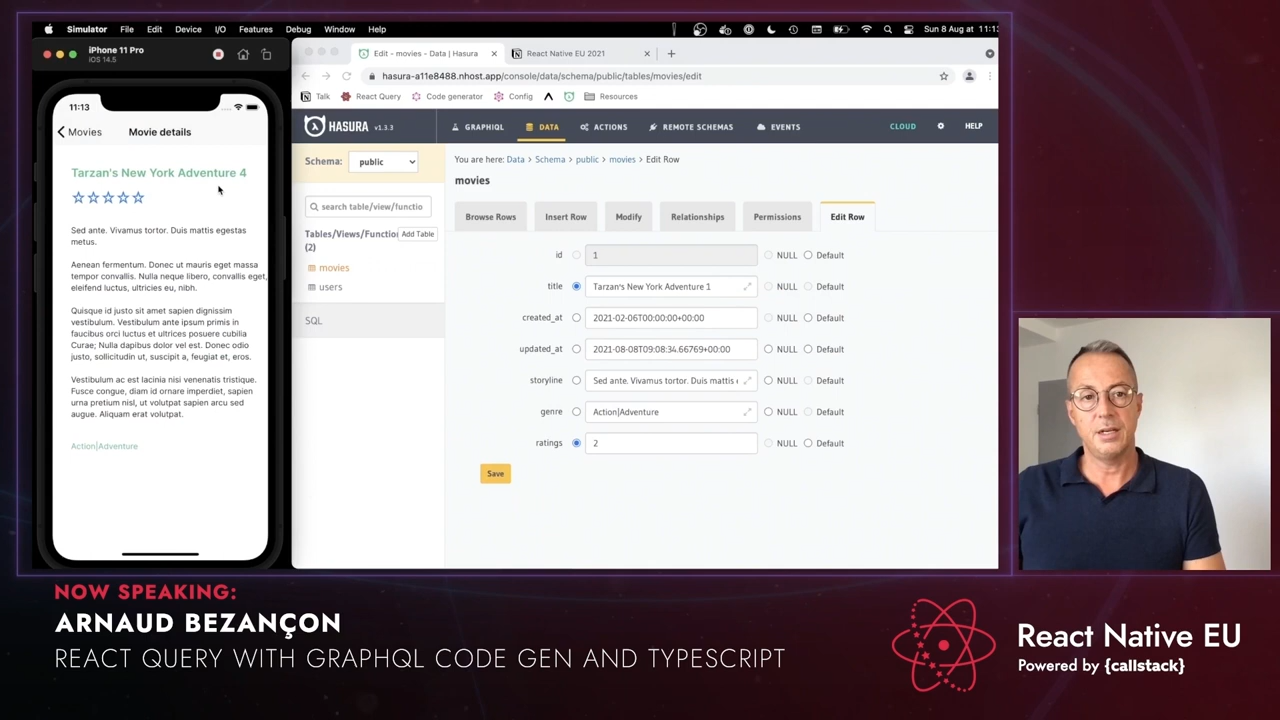 Simulator File Edit Device I/O Features Debug Window Help
Sun 8 Aug at 11:13
iPhone 11 Pro
iOS 14.5
11:13
Movies
Movie details
Tarzan's New York Adventure 4
Sed ante. Vivamus tortor. Duis mattis egestas
metus.
Aenean fermentum. Donec ut mauris eget massa
tempor convallis. Nulla neque libero, convallis eget,
eleifend luctus, ultricies eu, nibh.
Quisque id justo sit amet sapien dignissim
vestibulum. Vestibulum ante ipsum primis in
faucibus orci luctus et ultrices posuere cubilia
Curae; Nulla dapibus dolor vel est. Donec odio
justo, sollicitudin ut, suscipit a, feugiat et, eros.
Vestibulum ac est lacinia nisi venenatis tristique.
Fusce congue, diam id ornare imperdiet, sapien
urna pretium nisl, ut volutpat sapien arcu sed
augue. Aliquam erat volutpat.
Action|Adventure
Edit - movies - Data | Hasura
React Native EU 2021
hasura-a11e8488.nhost.app/console/data/schema/public/tables/movies/edit
Talk React Query Code generator Config Resources
HASURA v1.3.3
GRAPHIQL DATA ACTIONS REMOTE SCHEMAS EVENTS CLOUD HELP
Schema: public
search table/view/functio
Tables/Views/Functio
(2)
Add Table
movies
users
SQL
You are here: Data > Schema > public > movies > Edit Row
movies
Browse Rows Insert Row Modify Relationships Permissions Edit Row
id 1 NULL Default
title Tarzan's New York Adventure 1 NULL Default
created_at 2021-02-06T00:00:00+00:00 NULL Default
updated_at 2021-08-08T09:08:34.66769+00:00 NULL Default
storyline Sed ante. Vivamus tortor. Duis mattis NULL Default
genre Action|Adventure NULL Default
ratings 2 NULL Default
Save
NOW SPEAKING:
ARNAUD BEZANÇON
REACT QUERY WITH GRAPHQL CODE GEN AND TYPESCRIPT
React Native EU
Powered by {callstack}